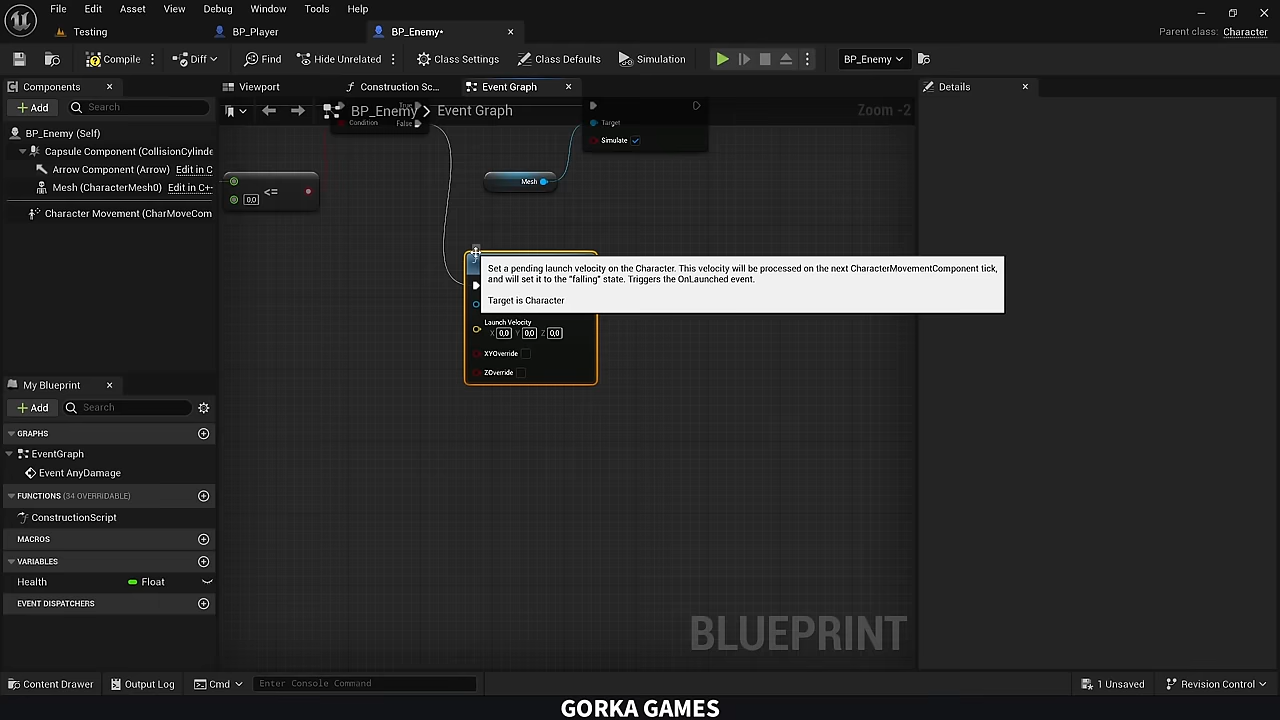 File Edit Asset View Debug Window Tools Help
Testing BP_Player BP_Enemy•
Parent class: Character
Compile Diff Find Hide Unrelated Class Settings Class Defaults Simulation BP_Enemy
Components Viewport Construction Sc... Event Graph Details
Add Search
BP_Enemy Event Graph Zoom -2
BP_Enemy (Self)
Capsule Component (CollisionCylinde
Arrow Component (Arrow) Edit in C
Mesh (CharacterMesh0) Edit in C++
Character Movement (CharMoveCom
True
Condition False
Target
Simulate
Mesh
0,0 <=
Set a pending launch velocity on the Character. This velocity will be processed on the next CharacterMovementComponent tick,
and will set it to the "falling" state. Triggers the OnLaunched event.
Target is Character
Launch Velocity
X 0,0 Y 0,0 Z 0,0
XYOverride
ZOverride
My Blueprint
Add Search
GRAPHS
EventGraph
Event AnyDamage
FUNCTIONS (34 OVERRIDABLE)
ConstructionScript
MACROS
VARIABLES
Health Float
EVENT DISPATCHERS
BLUEPRINT
Content Drawer Output Log Cmd Enter Console Command 1 Unsaved Revision Control
GORKA GAMES